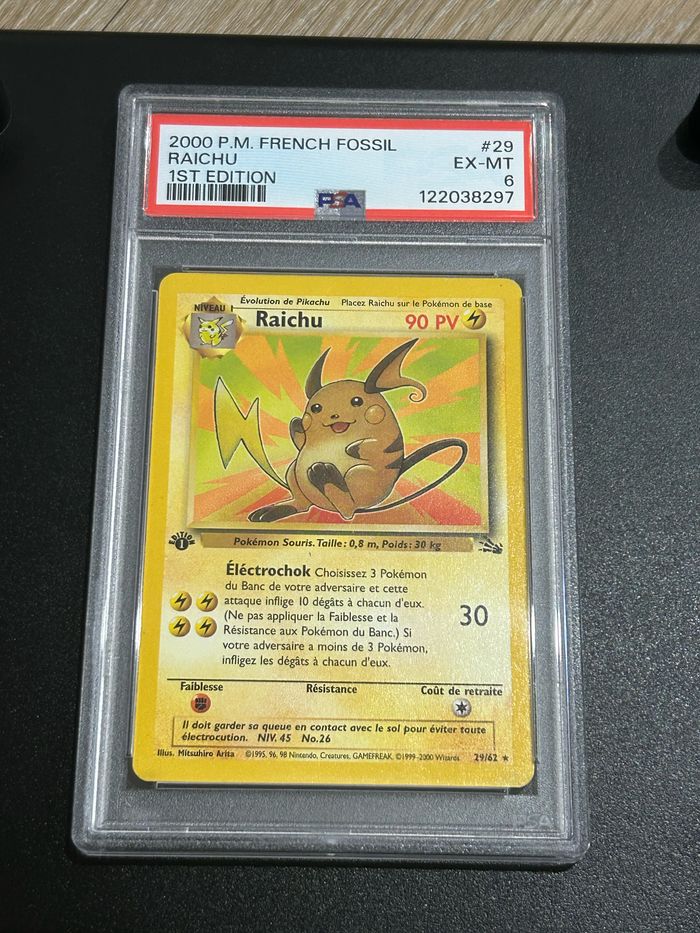 2000 P.M. FRENCH FOSSIL #29
RAICHU EX-MT
1ST EDITION 6
PSA 122038297
NIVEAU 1 Évolution de Pikachu Placez Raichu sur le Pokémon de base
Raichu 90 PV
EDITION 1
Pokémon Souris. Taille: 0,8 m, Poids: 30 kg
Éléctrochok Choisissez 3 Pokémon
du Banc de votre adversaire et cette
attaque inflige 10 dégâts à chacun d'eux.
(Ne pas appliquer la Faiblesse et la 30
Résistance aux Pokémon du Banc.) Si
votre adversaire a moins de 3 Pokémon,
infligez les dégâts à chacun d'eux.
Faiblesse Résistance Coût de retraite
Il doit garder sa queue en contact avec le sol pour éviter toute
électrocution. NIV. 45 No.26
Illus. Mitsuhiro Arita ©1995, 96, 98 Nintendo, Creatures, GAMEFREAK. ©1999-2000 Wizards. 29/62 ★
PSA